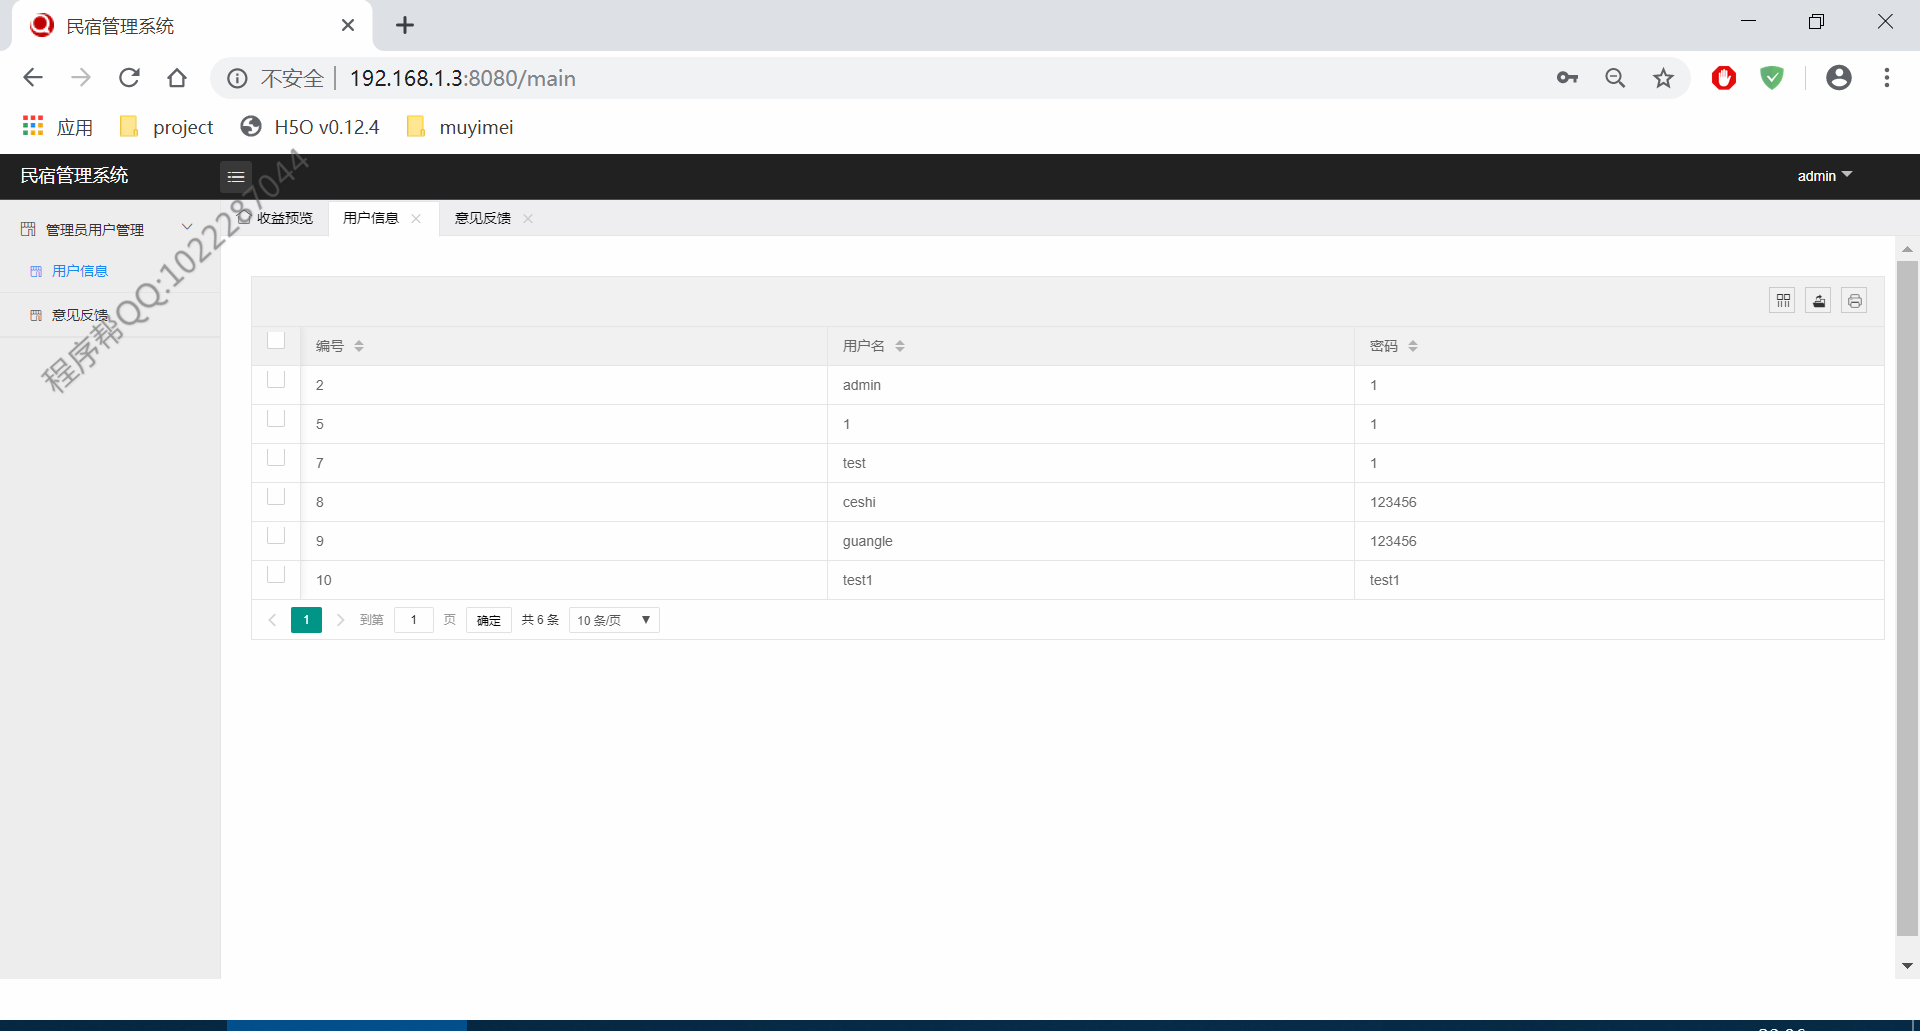 民宿管理系统
不安全 192.168.1.3:8080/main
应用 project H5O v0.12.4 muyimei
民宿管理系统 admin
管理员用户管理
用户信息
意见反馈
程序帮QQ:1022287044
收益预览 用户信息 意见反馈
编号 用户名 密码
2 admin 1
5 1 1
7 test 1
8 ceshi 123456
9 guangle 123456
10 test1 test1
1 到第 1 页 确定 共 6 条 10 条/页